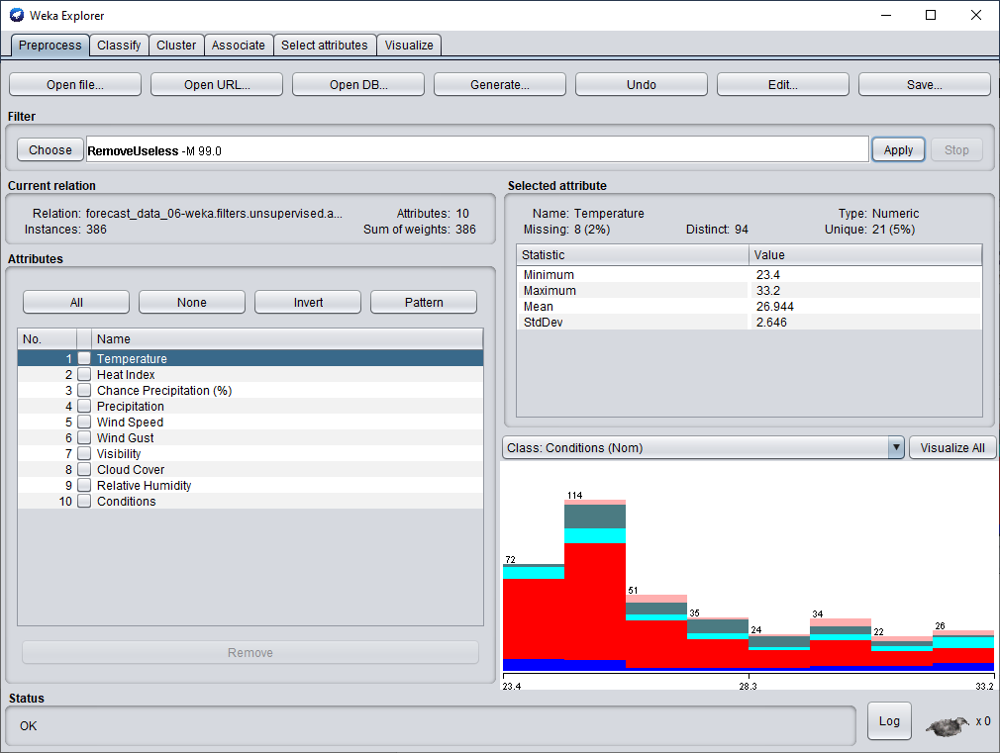 Weka Explorer
Preprocess Classify Cluster Associate Select attributes Visualize
Open file... Open URL... Open DB... Generate... Undo Edit... Save...
Filter
Choose RemoveUseless -M 99.0 Apply Stop
Current relation
Relation: forecast_data_06-weka.filters.unsupervised.a... Attributes: 10
Instances: 386 Sum of weights: 386
Attributes
All None Invert Pattern
No. Name
1 Temperature
2 Heat Index
3 Chance Precipitation (%)
4 Precipitation
5 Wind Speed
6 Wind Gust
7 Visibility
8 Cloud Cover
9 Relative Humidity
10 Conditions
Remove
Selected attribute
Name: Temperature Type: Numeric
Missing: 8 (2%) Distinct: 94 Unique: 21 (5%)
Statistic Value
Minimum 23.4
Maximum 33.2
Mean 26.944
StdDev 2.646
Class: Conditions (Nom) Visualize All
72 114 51 35 24 34 22 26
23.4 28.3 33.2
Status
OK Log x 0